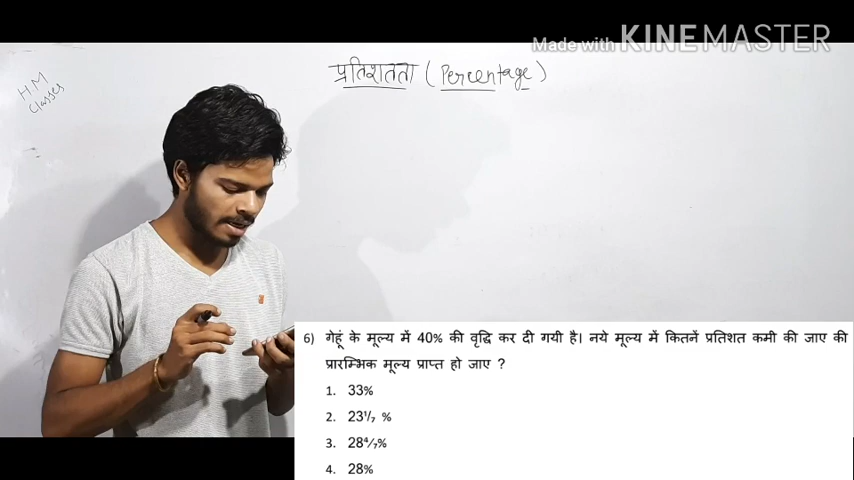 Made with KINEMASTER
प्रतिशतता ( Percentage )
H.M
Classes
6) गेहूं के मूल्य में 40% की वृद्धि कर दी गयी है। नये मूल्य में कितनें प्रतिशत कमी की जाए की
प्रारम्भिक मूल्य प्राप्त हो जाए ?
1. 33%
2. 23¹/₇ %
3. 28⁴/₇%
4. 28%